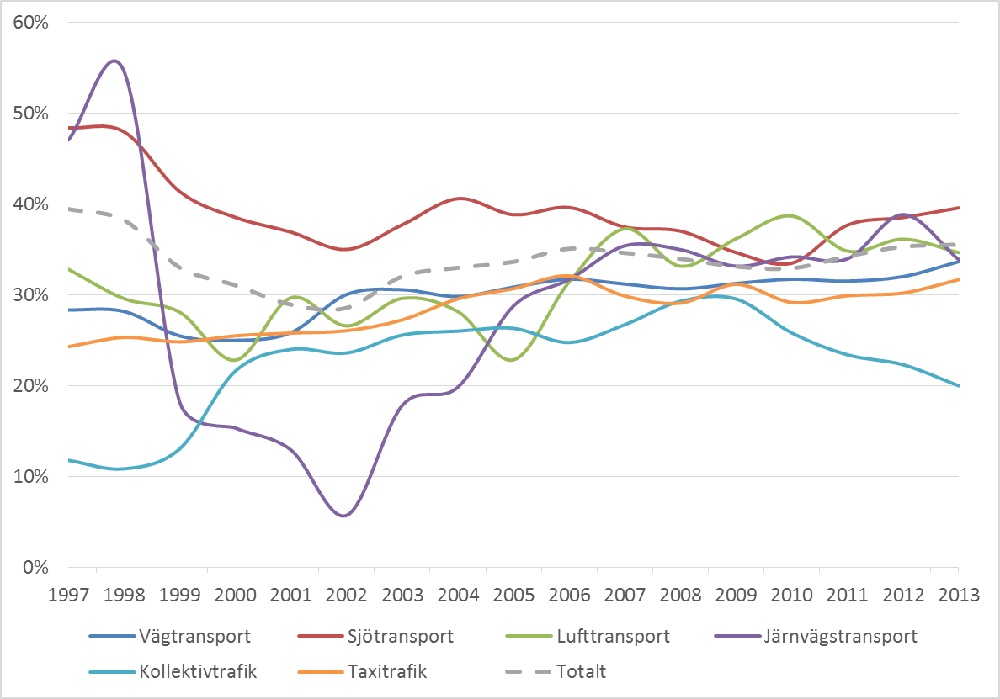 60%
50%
40%
30%
20%
10%
0%
1997 1998 1999 2000 2001 2002 2003 2004 2005 2006 2007 2008 2009 2010 2011 2012 2013
Vägtransport Sjötransport Lufttransport Järnvägstransport
Kollektivtrafik Taxitrafik Totalt